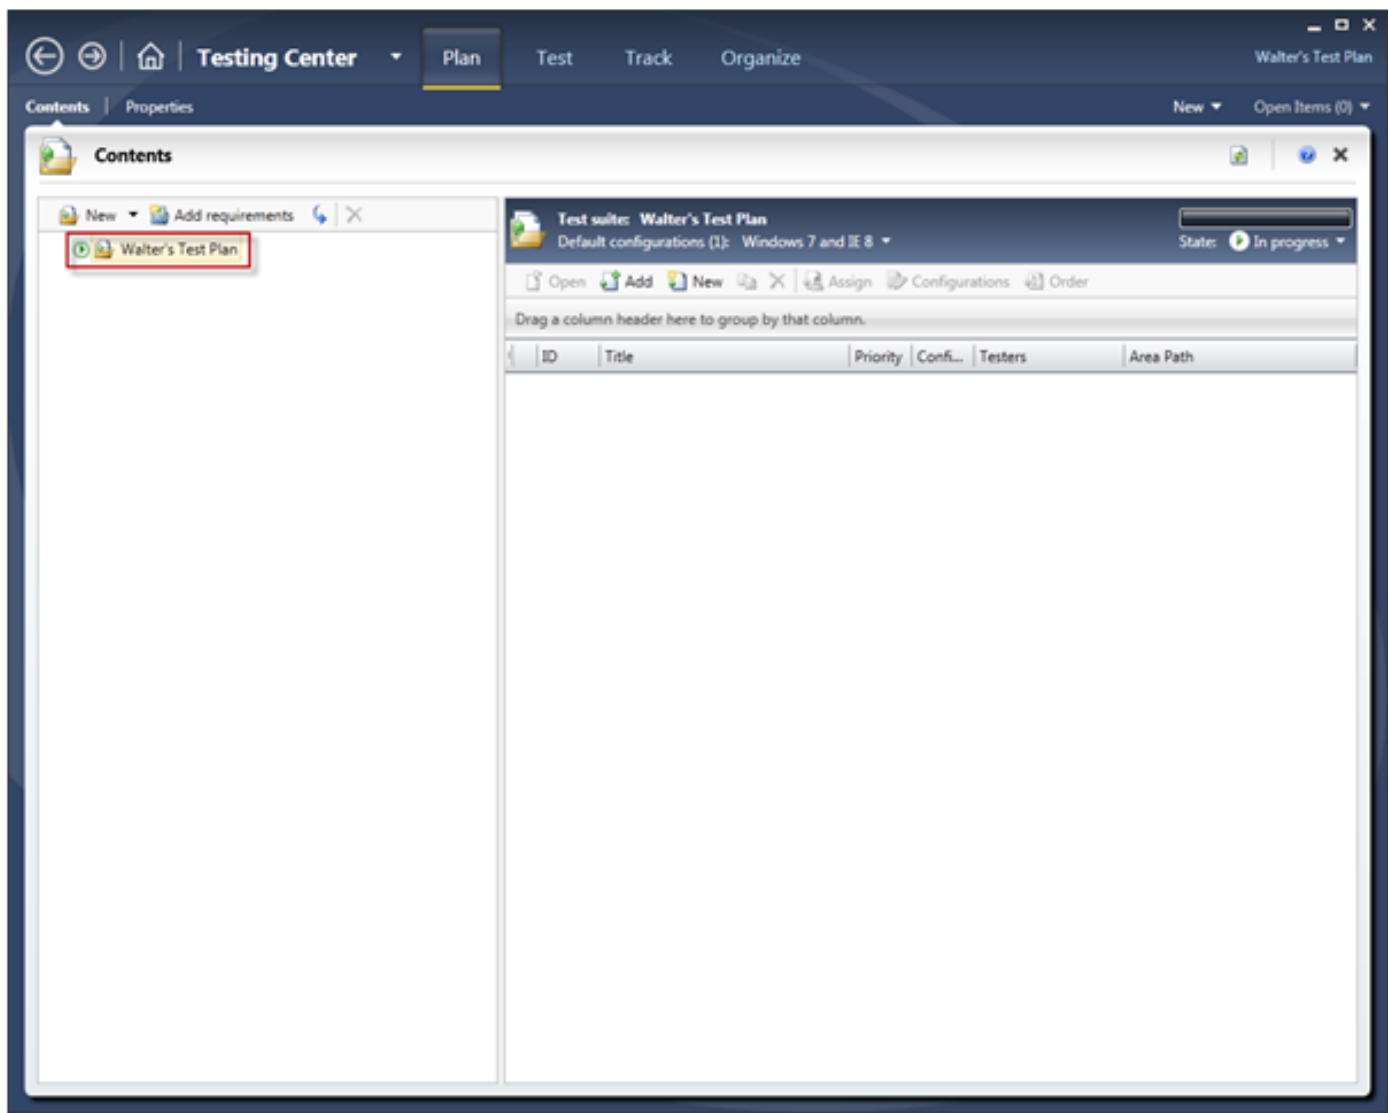 Testing Center Plan Test Track Organize Walter's Test Plan
Contents Properties New Open Items (0)
Contents
New Add requirements
Walter's Test Plan
Test suite: Walter's Test Plan
Default configurations (1): Windows 7 and IE 8 State: In progress
Open Add New Assign Configurations Order
Drag a column header here to group by that column.
ID Title Priority Confi... Testers Area Path